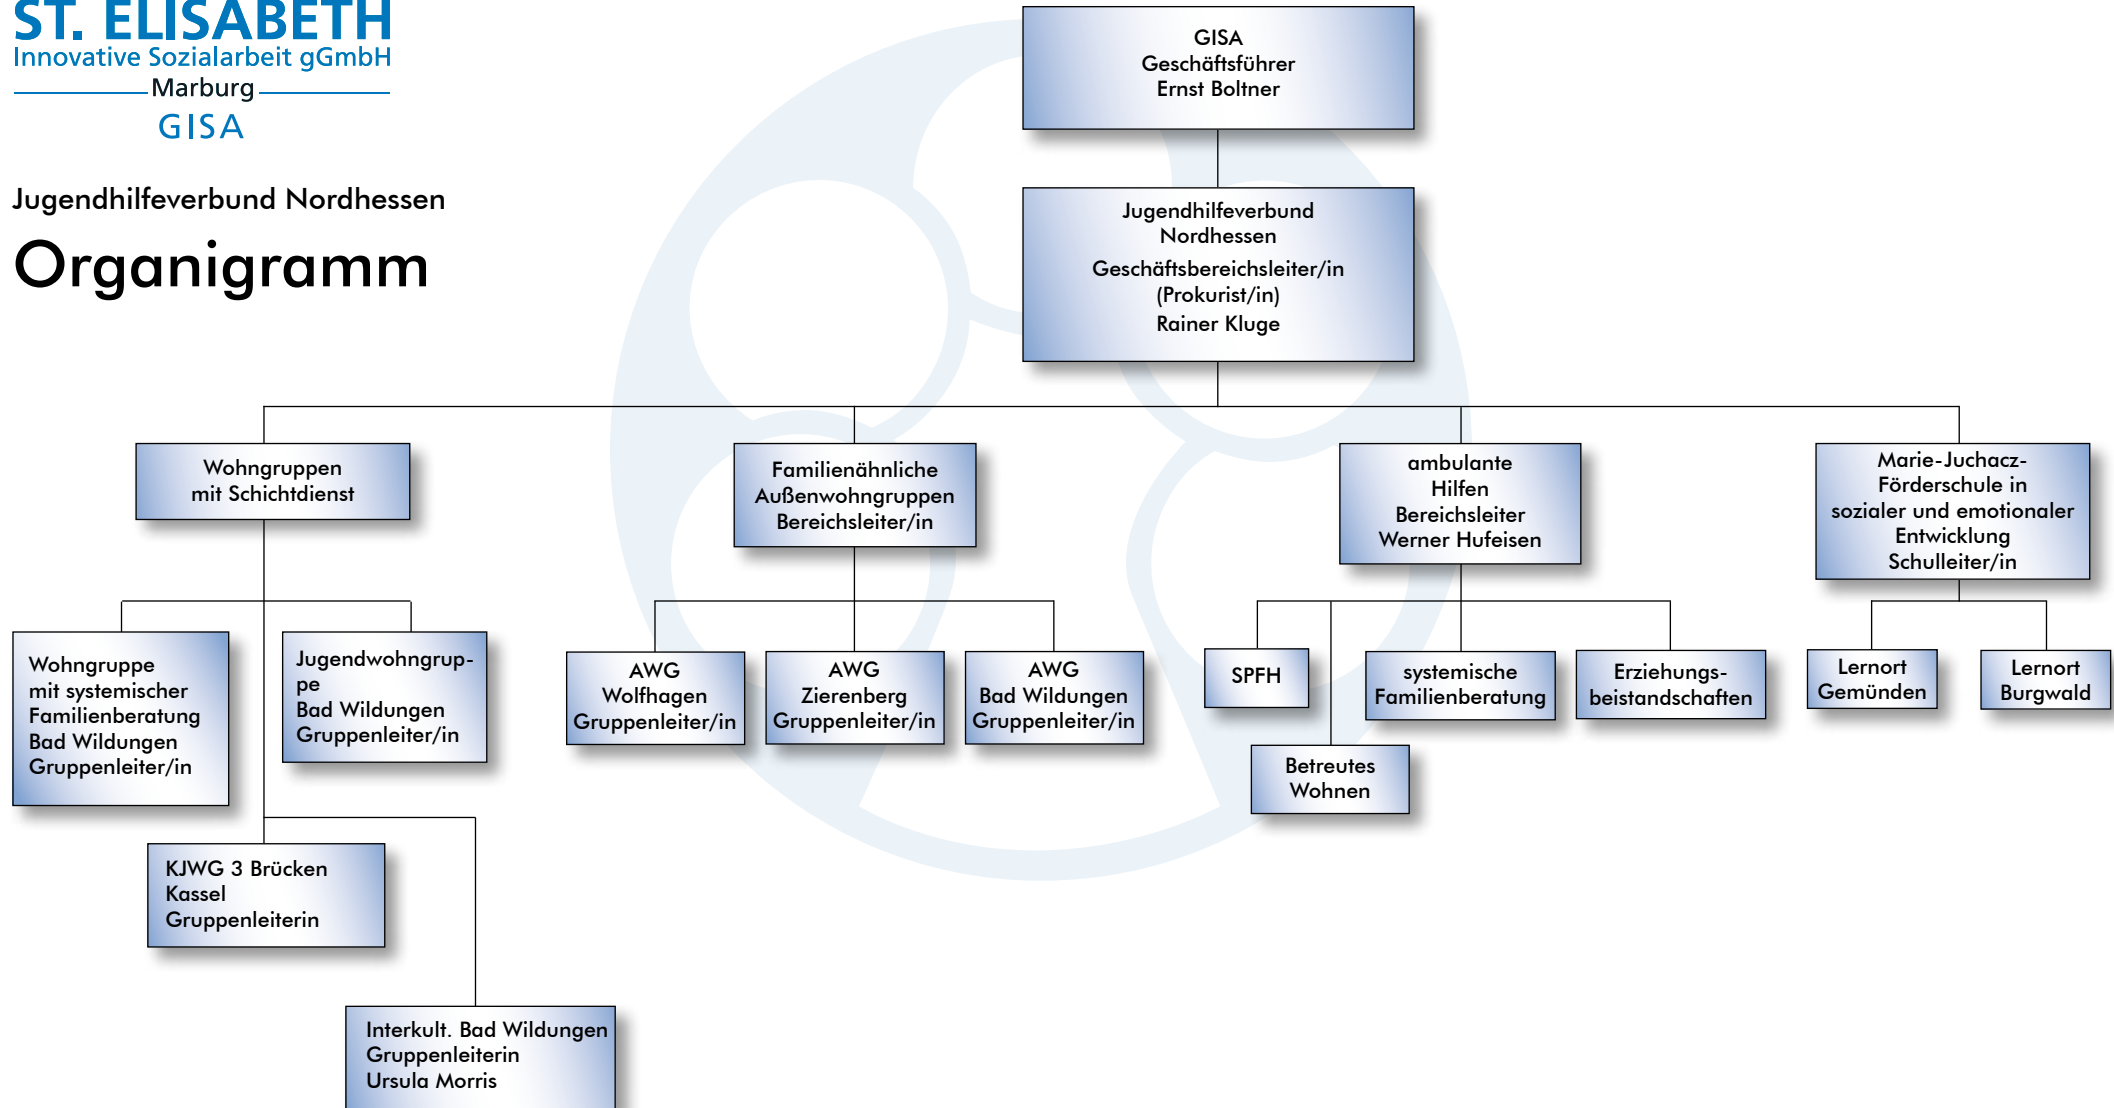 ST. ELISABETH
Innovative Sozialarbeit gGmbH
Marburg
GISA
Jugendhilfeverbund Nordhessen
Organigramm
GISA
Geschäftsführer
Ernst Boltner
Jugendhilfeverbund
Nordhessen
Geschäftsbereichsleiter/in
(Prokurist/in)
Rainer Kluge
Wohngruppen
mit Schichtdienst
Familienähnliche
Außenwohngruppen
Bereichsleiter/in
ambulante
Hilfen
Bereichsleiter
Werner Hufeisen
Marie-Juchacz-
Förderschule in
sozialer und emotionaler
Entwicklung
Schulleiter/in
Wohngruppe
mit systemischer
Familienberatung
Bad Wildungen
Gruppenleiter/in
Jugendwohngrup-
pe
Bad Wildungen
Gruppenleiter/in
AWG
Wolfhagen
Gruppenleiter/in
AWG
Zierenberg
Gruppenleiter/in
AWG
Bad Wildungen
Gruppenleiter/in
SPFH
systemische
Familienberatung
Erziehungs-
beistandschaften
Lernort
Gemünden
Lernort
Burgwald
Betreutes
Wohnen
KJWG 3 Brücken
Kassel
Gruppenleiterin
Interkult. Bad Wildungen
Gruppenleiterin
Ursula Morris